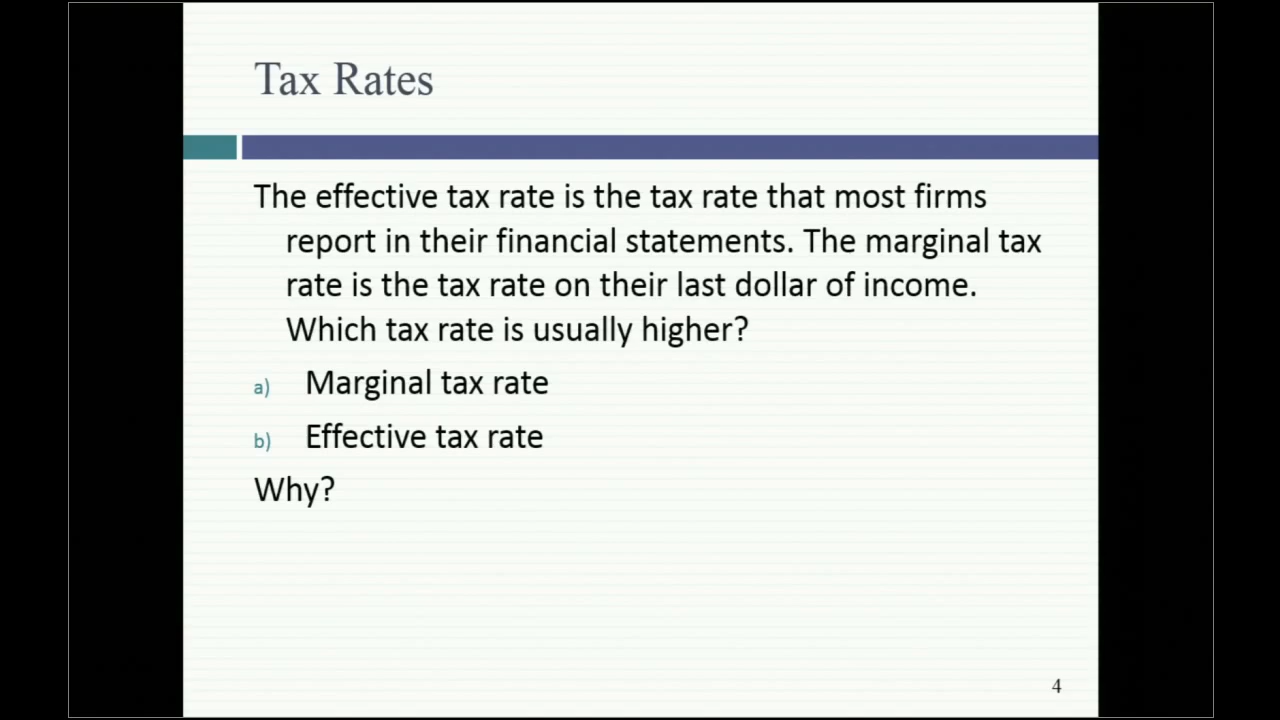 Tax Rates
The effective tax rate is the tax rate that most firms
report in their financial statements. The marginal tax
rate is the tax rate on their last dollar of income.
Which tax rate is usually higher?
a) Marginal tax rate
b) Effective tax rate
Why?
4